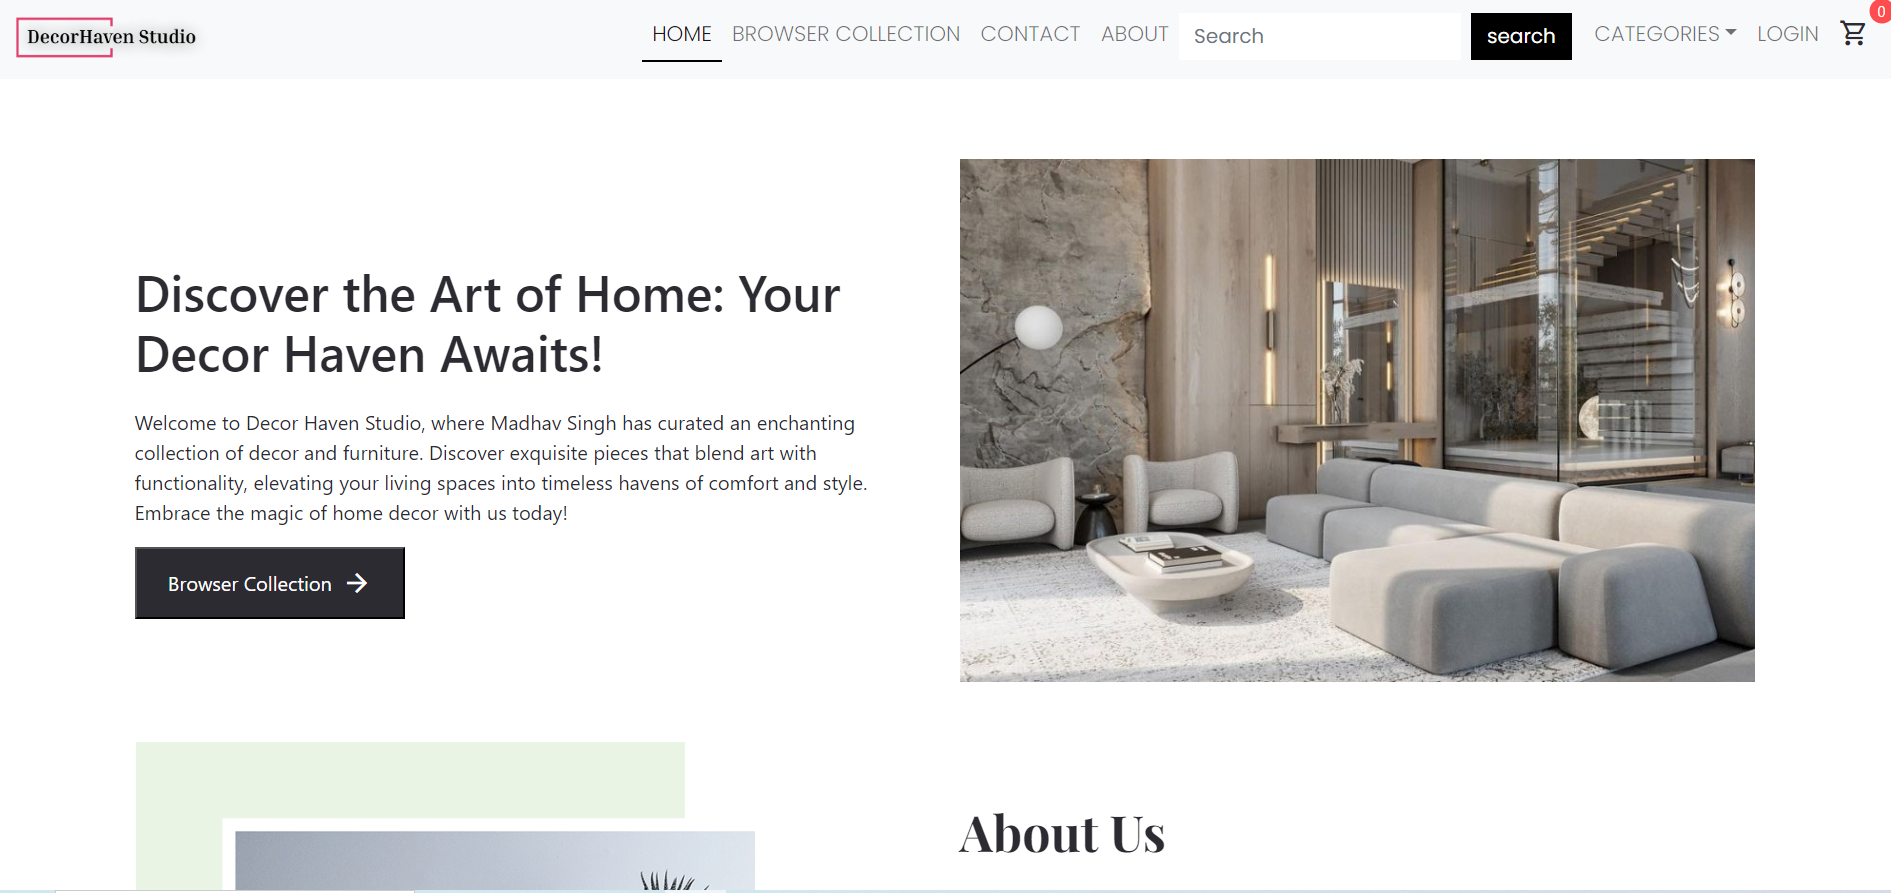 DecorHaven Studio
HOME BROWSER COLLECTION CONTACT ABOUT Search search CATEGORIES LOGIN 0
Discover the Art of Home: Your
Decor Haven Awaits!
Welcome to Decor Haven Studio, where Madhav Singh has curated an enchanting
collection of decor and furniture. Discover exquisite pieces that blend art with
functionality, elevating your living spaces into timeless havens of comfort and style.
Embrace the magic of home decor with us today!
Browser Collection
About Us